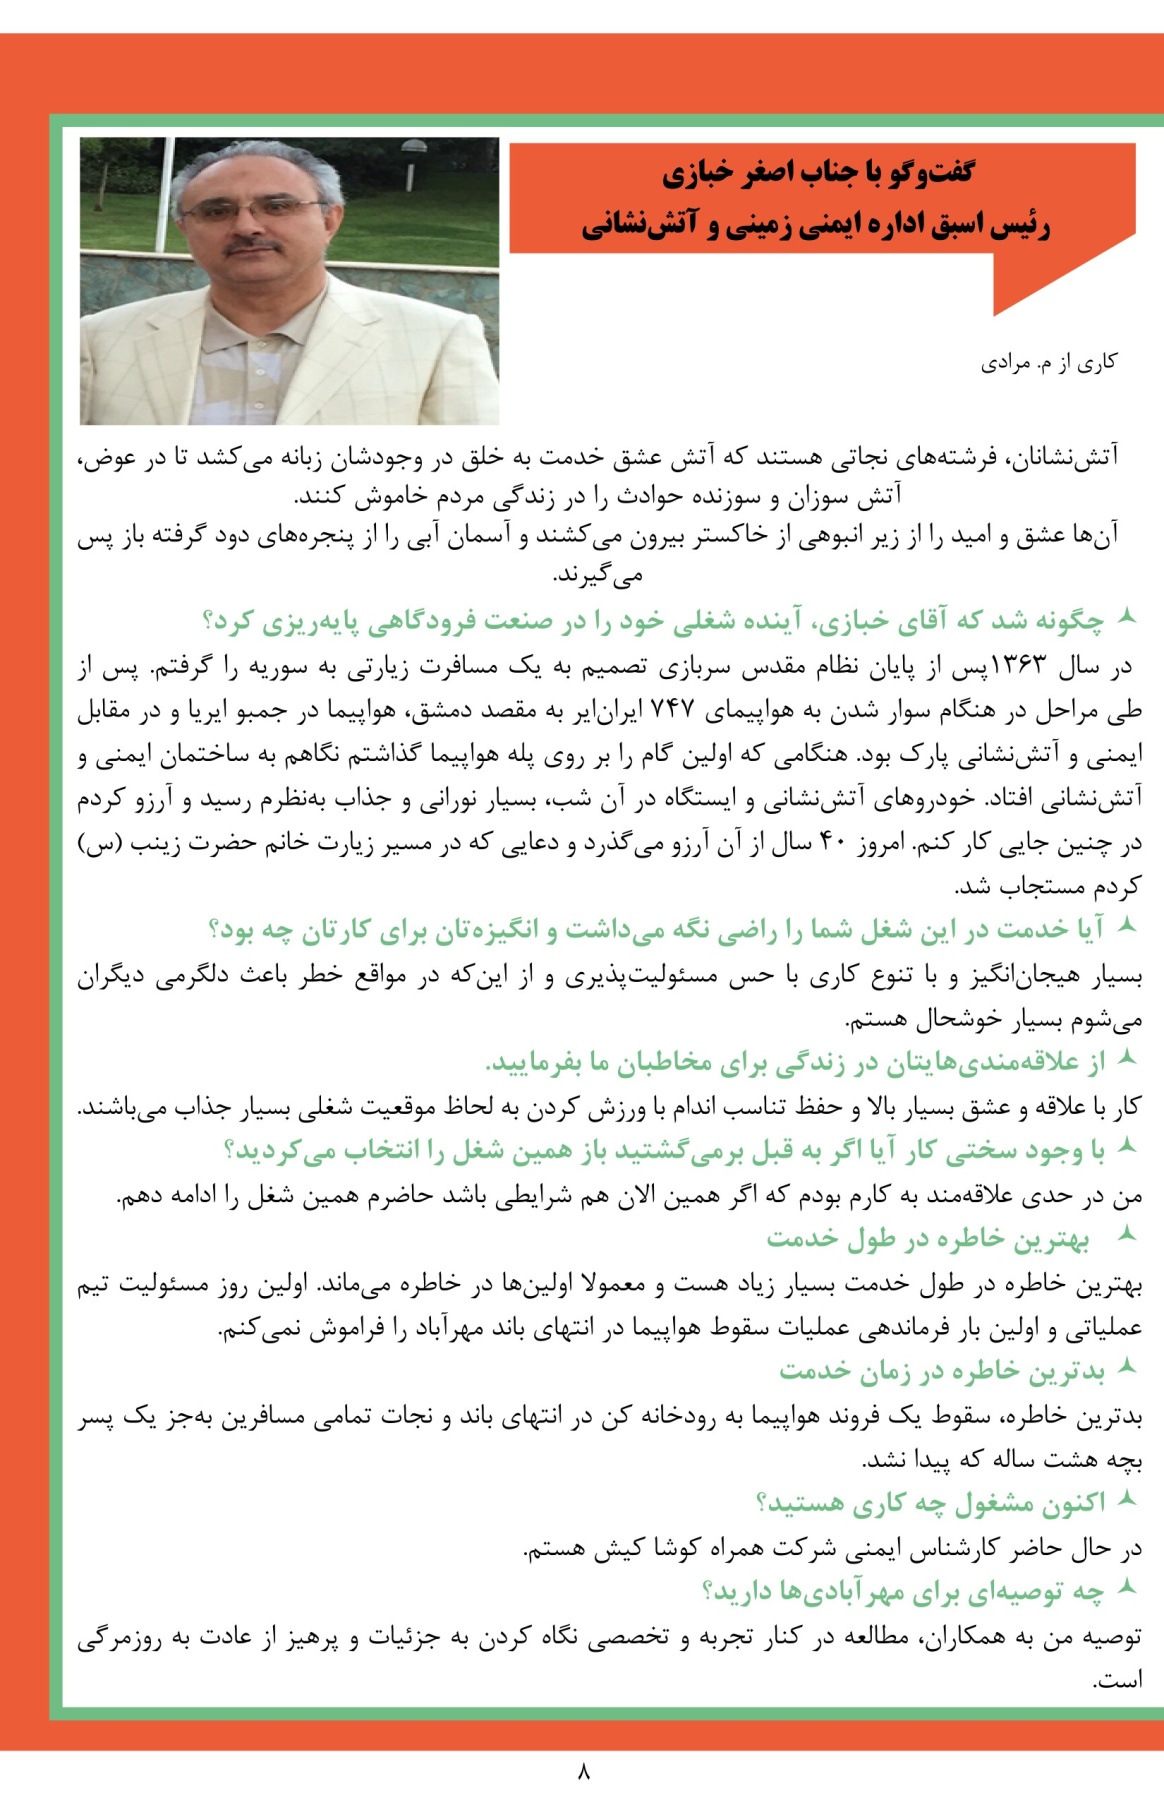 گفت‌وگو با جناب اصغر خبازی
رئیس اسبق اداره ایمنی زمینی و آتش‌نشانی
کاری از م. مرادی
آتش‌نشانان، فرشته‌های نجاتی هستند که آتش عشق خدمت به خلق در وجودشان زبانه می‌کشد تا در عوض،
آتش سوزان و سوزنده حوادث را در زندگی مردم خاموش کنند.
آن‌ها عشق و امید را از زیر انبوهی از خاکستر بیرون می‌کشند و آسمان آبی را از پنجره‌های دود گرفته باز پس
می‌گیرند.
چگونه شد که آقای خبازی، آینده شغلی خود را در صنعت فرودگاهی پایه‌ریزی کرد؟
در سال ۱۳۶۳پس از پایان نظام مقدس سربازی تصمیم به یک مسافرت زیارتی به سوریه را گرفتم. پس از
طی مراحل در هنگام سوار شدن به هواپیمای ۷۴۷ ایران‌ایر به مقصد دمشق، هواپیما در جمبو ایریا و در مقابل
ایمنی و آتش‌نشانی پارک بود. هنگامی که اولین گام را بر روی پله هواپیما گذاشتم نگاهم به ساختمان ایمنی و
آتش‌نشانی افتاد. خودروهای آتش‌نشانی و ایستگاه در آن شب، بسیار نورانی و جذاب به‌نظرم رسید و آرزو کردم
در چنین جایی کار کنم. امروز ۴۰ سال از آن آرزو می‌گذرد و دعایی که در مسیر زیارت خانم حضرت زینب (س)
کردم مستجاب شد.
آیا خدمت در این شغل شما را راضی نگه می‌داشت و انگیزه‌تان برای کارتان چه بود؟
بسیار هیجان‌انگیز و با تنوع کاری با حس مسئولیت‌پذیری و از این‌که در مواقع خطر باعث دلگرمی دیگران
می‌شوم بسیار خوشحال هستم.
از علاقه‌مندی‌هایتان در زندگی برای مخاطبان ما بفرمایید.
کار با علاقه و عشق بسیار بالا و حفظ تناسب اندام با ورزش کردن به لحاظ موقعیت شغلی بسیار جذاب می‌باشند.
با وجود سختی کار آیا اگر به قبل برمی‌گشتید باز همین شغل را انتخاب می‌کردید؟
من در حدی علاقه‌مند به کارم بودم که اگر همین الان هم شرایطی باشد حاضرم همین شغل را ادامه دهم.
بهترین خاطره در طول خدمت
بهترین خاطره در طول خدمت بسیار زیاد هست و معمولا اولین‌ها در خاطره می‌ماند. اولین روز مسئولیت تیم
عملیاتی و اولین بار فرماندهی عملیات سقوط هواپیما در انتهای باند مهرآباد را فراموش نمی‌کنم.
بدترین خاطره در زمان خدمت
بدترین خاطره، سقوط یک فروند هواپیما به رودخانه کن در انتهای باند و نجات تمامی مسافرین به‌جز یک پسر
بچه هشت ساله که پیدا نشد.
اکنون مشغول چه کاری هستید؟
در حال حاضر کارشناس ایمنی شرکت همراه کوشا کیش هستم.
چه توصیه‌ای برای مهرآبادی‌ها دارید؟
توصیه من به همکاران، مطالعه در کنار تجربه و تخصصی نگاه کردن به جزئیات و پرهیز از عادت به روزمرگی
است.
۸